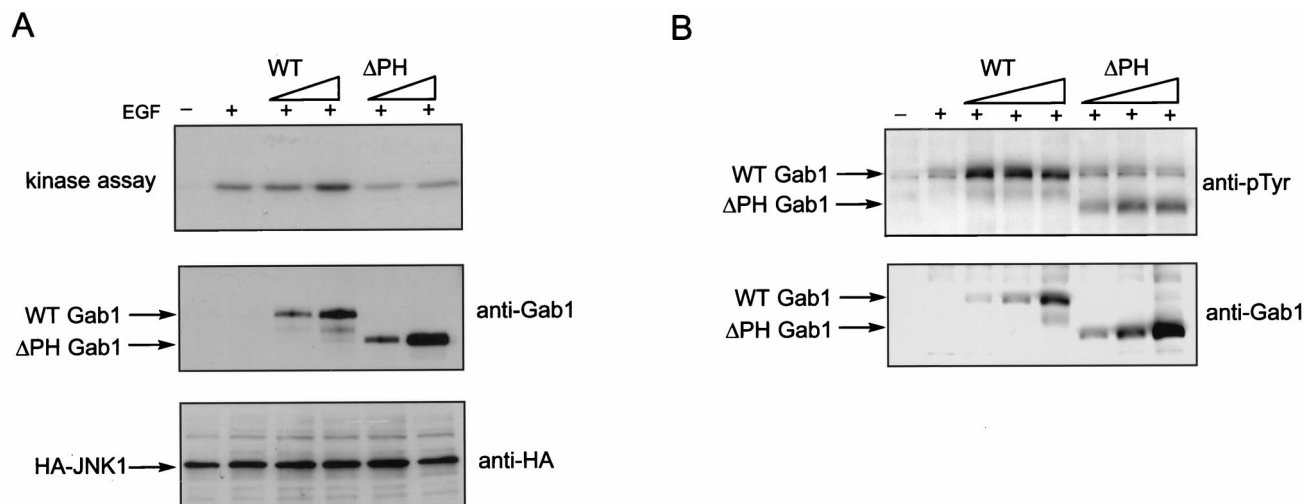 A
WT ΔPH
EGF − + + + + +
kinase assay
WT Gab1
ΔPH Gab1
anti-Gab1
HA-JNK1
anti-HA
B
WT ΔPH
− + + + + + + +
WT Gab1
ΔPH Gab1
anti-pTyr
WT Gab1
ΔPH Gab1
anti-Gab1